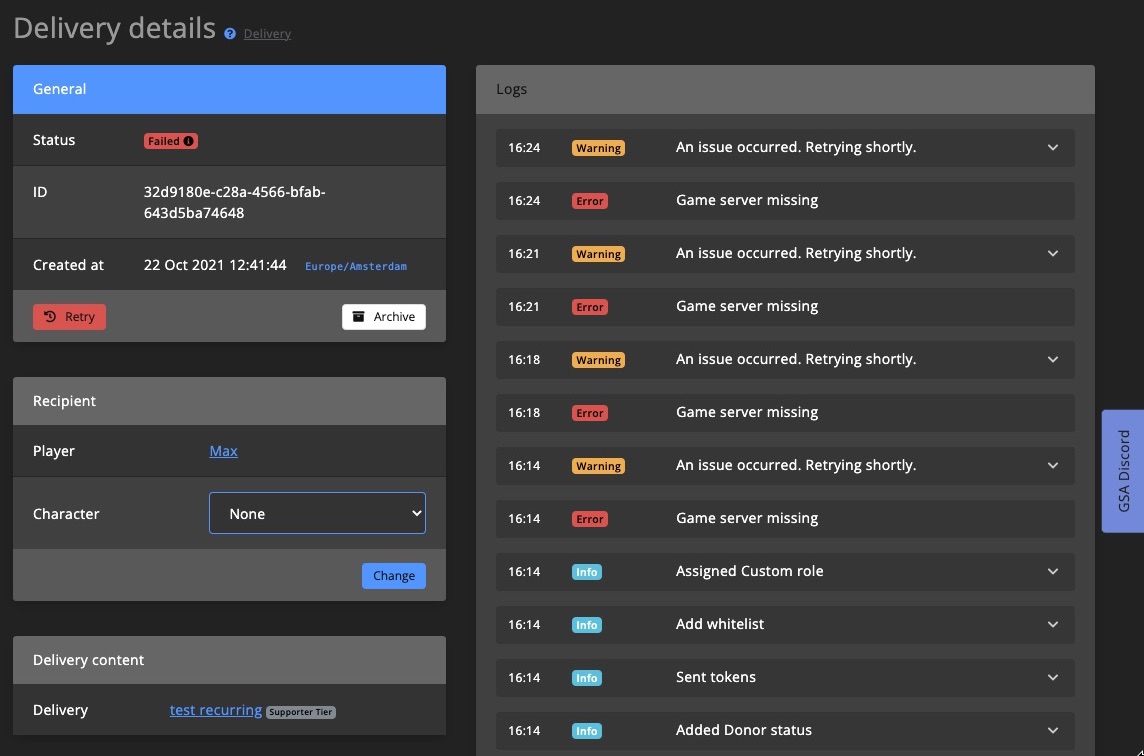 Delivery details ? Delivery
General
Status Failed
ID 32d9180e-c28a-4566-bfab-
643d5ba74648
Created at 22 Oct 2021 12:41:44 Europe/Amsterdam
Retry Archive
Recipient
Player Max
Character None
Change
Delivery content
Delivery test recurring Supporter Tier
Logs
16:24 Warning An issue occurred. Retrying shortly.
16:24 Error Game server missing
16:21 Warning An issue occurred. Retrying shortly.
16:21 Error Game server missing
16:18 Warning An issue occurred. Retrying shortly.
16:18 Error Game server missing
16:14 Warning An issue occurred. Retrying shortly.
16:14 Error Game server missing
16:14 Info Assigned Custom role
16:14 Info Add whitelist
16:14 Info Sent tokens
16:14 Info Added Donor status
GSA Discord